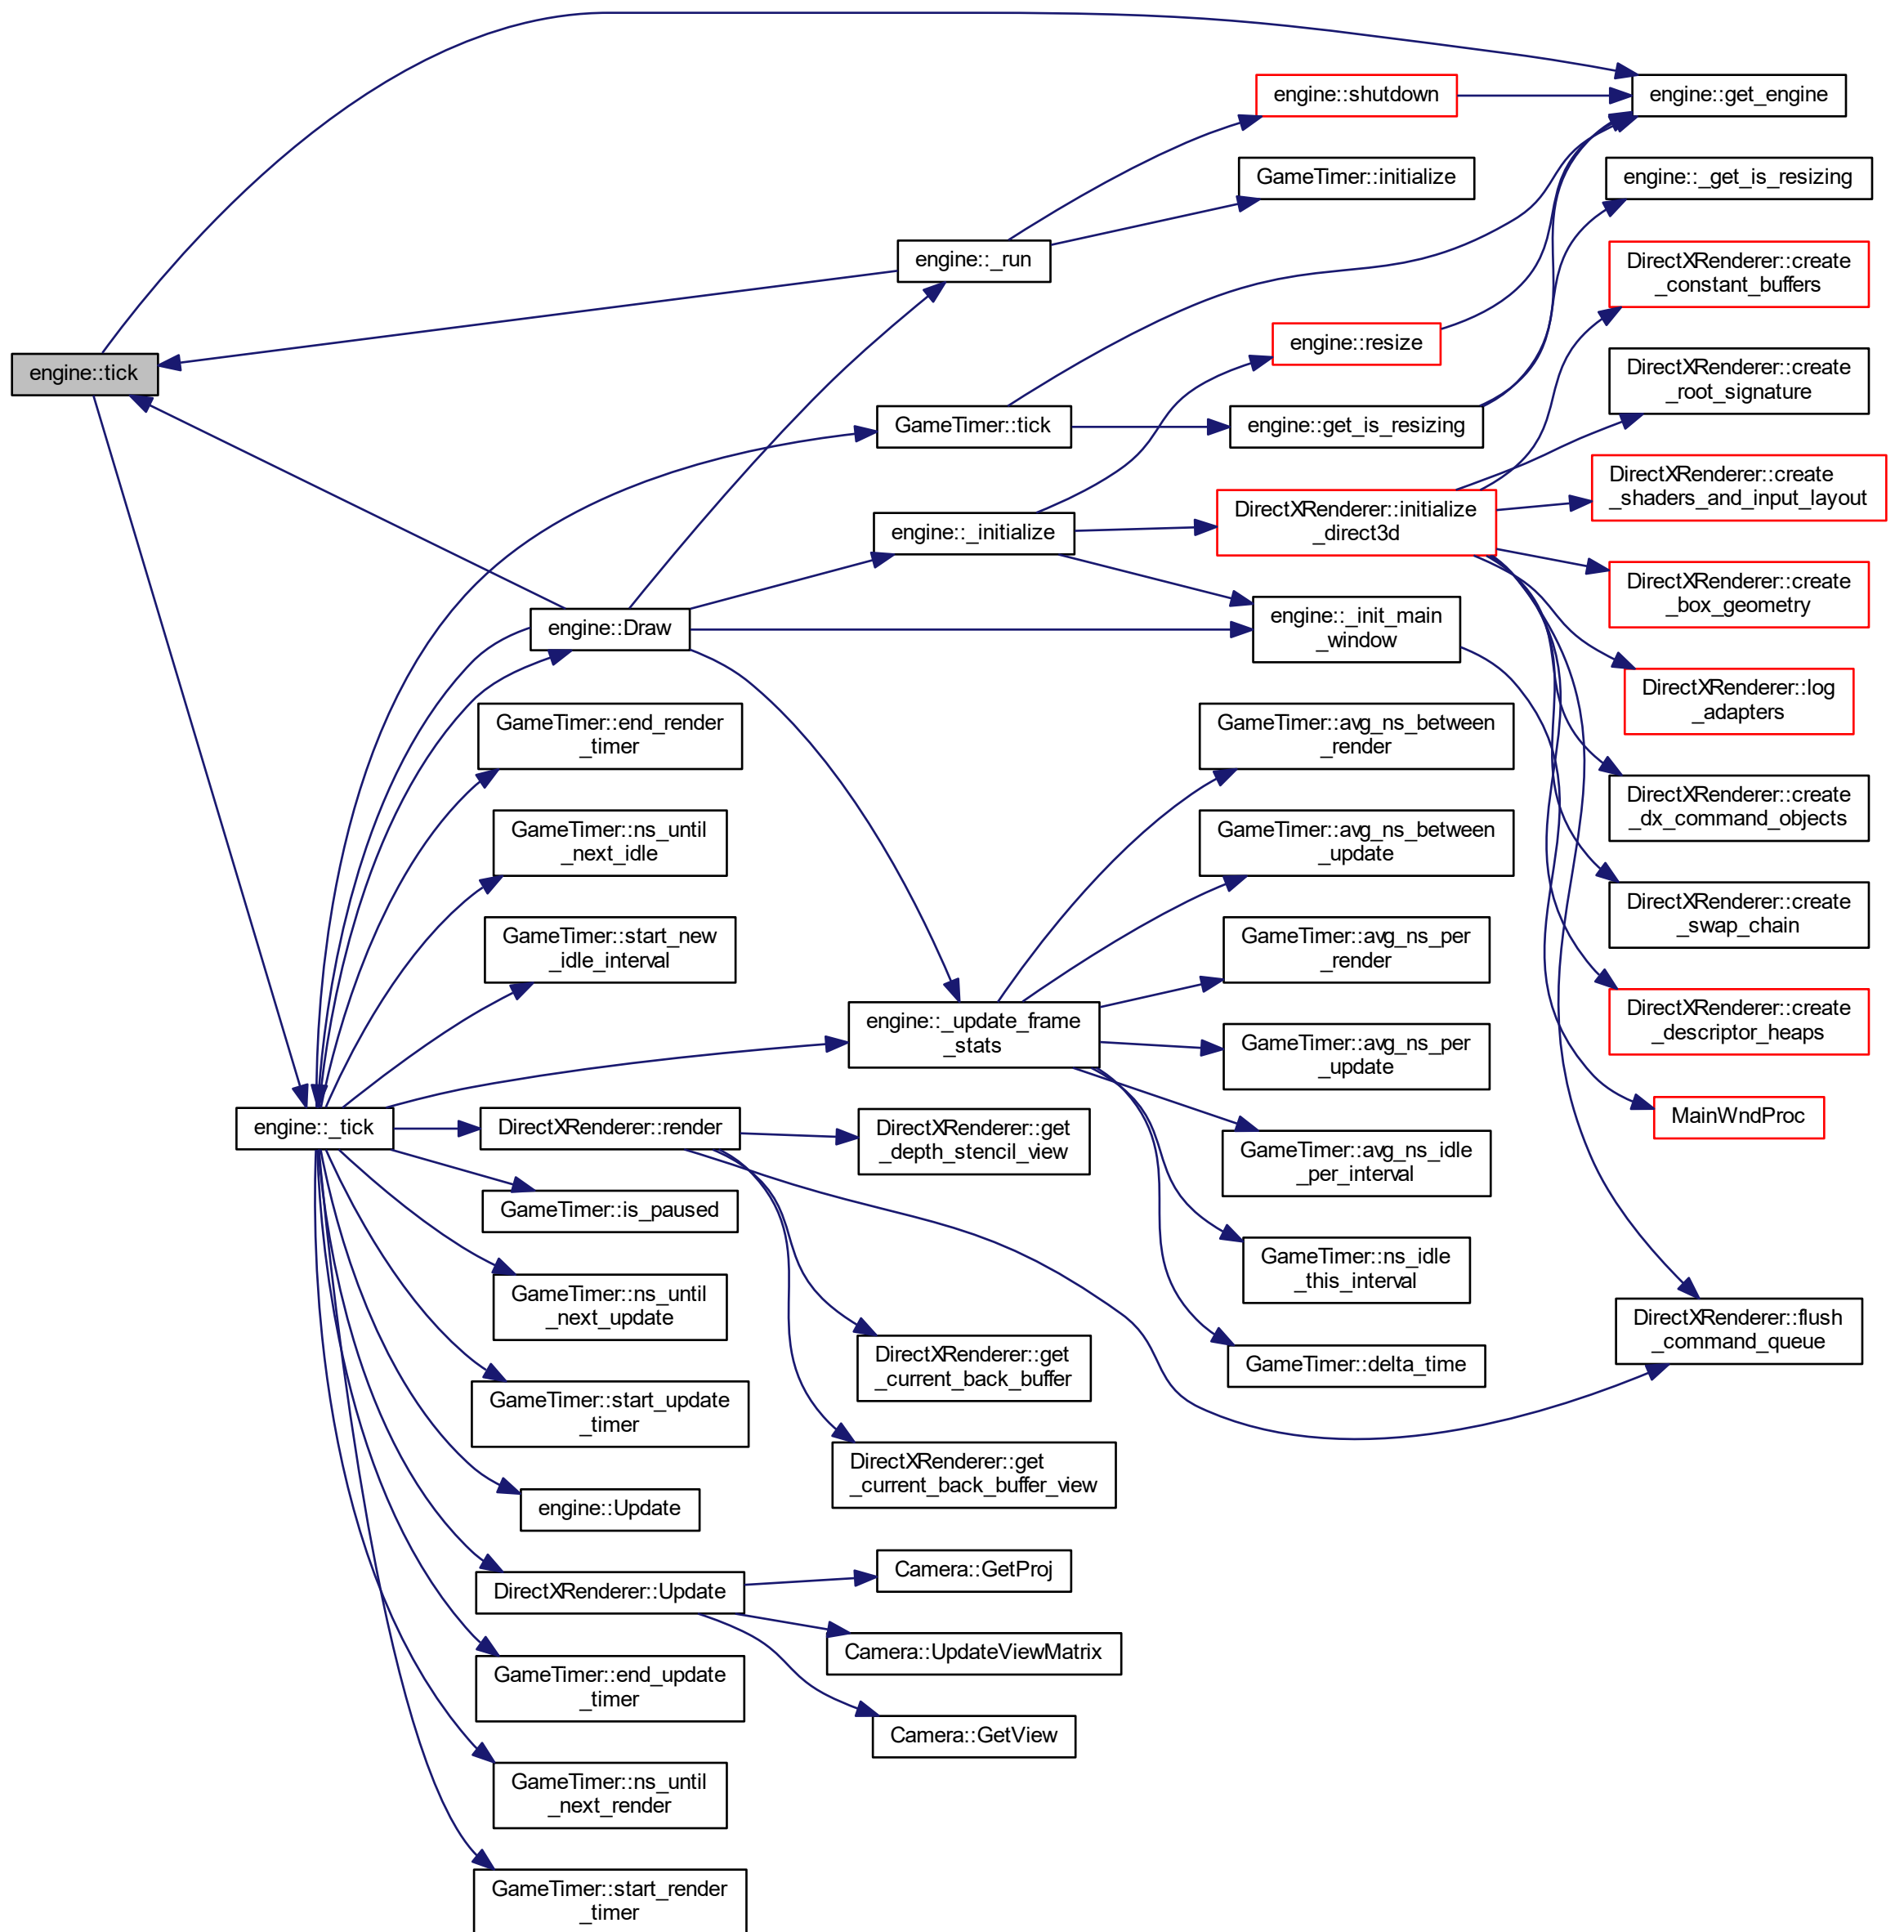 engine::tick
engine::_tick
engine::Draw
GameTimer::end_render
_timer
GameTimer::ns_until
_next_idle
GameTimer::start_new
_idle_interval
DirectXRenderer::render
GameTimer::is_paused
GameTimer::ns_until
_next_update
GameTimer::start_update
_timer
engine::Update
DirectXRenderer::Update
GameTimer::end_update
_timer
GameTimer::ns_until
_next_render
GameTimer::start_render
_timer
engine::_run
GameTimer::tick
engine::_initialize
engine::_update_frame
_stats
DirectXRenderer::get
_depth_stencil_view
DirectXRenderer::get
_current_back_buffer
DirectXRenderer::get
_current_back_buffer_view
Camera::GetProj
Camera::UpdateViewMatrix
Camera::GetView
engine::shutdown
GameTimer::initialize
engine::resize
engine::get_is_resizing
DirectXRenderer::initialize
_direct3d
engine::_init_main
_window
GameTimer::avg_ns_between
_render
GameTimer::avg_ns_between
_update
GameTimer::avg_ns_per
_render
GameTimer::avg_ns_per
_update
GameTimer::avg_ns_idle
_per_interval
GameTimer::ns_idle
_this_interval
GameTimer::delta_time
engine::get_engine
engine::_get_is_resizing
DirectXRenderer::create
_constant_buffers
DirectXRenderer::create
_root_signature
DirectXRenderer::create
_shaders_and_input_layout
DirectXRenderer::create
_box_geometry
DirectXRenderer::log
_adapters
DirectXRenderer::create
_dx_command_objects
DirectXRenderer::create
_swap_chain
DirectXRenderer::create
_descriptor_heaps
MainWndProc
DirectXRenderer::flush
_command_queue